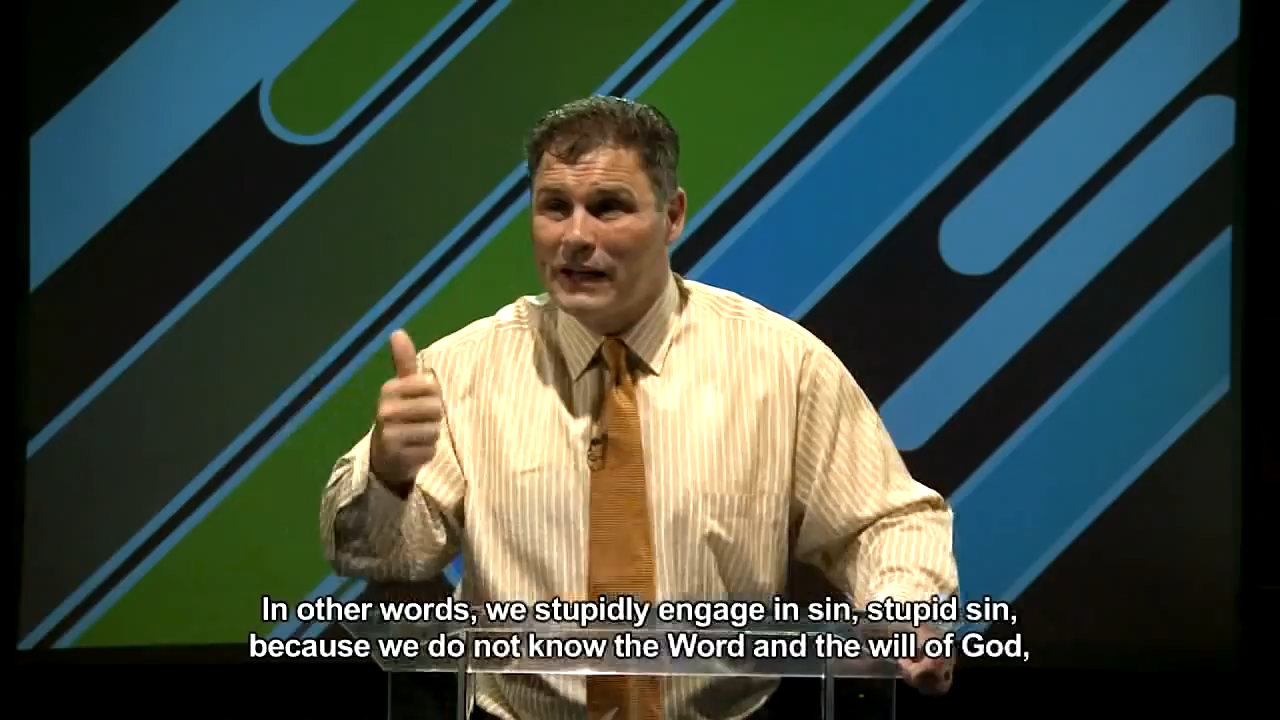 In other words, we stupidly engage in sin, stupid sin,
because we do not know the Word and the will of God,